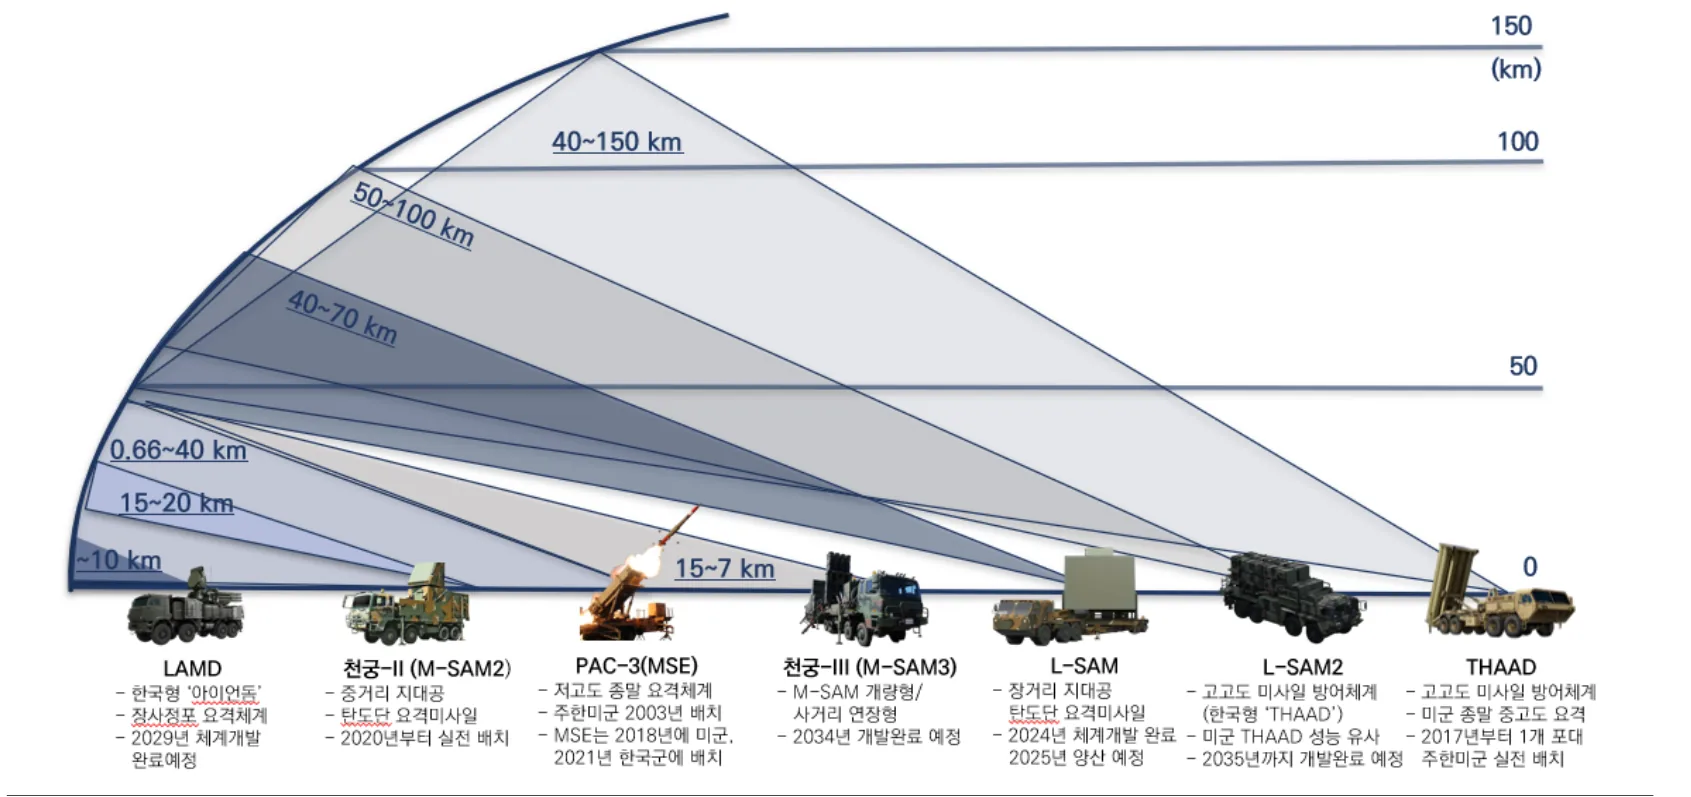 150
(km)
40~150 km
100
50~100 km
40~70 km
50
0.66~40 km
15~20 km
~10 km
15~7 km
0
LAMD
- 한국형 ‘아이언돔’
- 장사정포 요격체계
- 2029년 체계개발
완료예정
천궁-II (M-SAM2)
- 중거리 지대공
- 탄도단 요격미사일
- 2020년부터 실전 배치
PAC-3(MSE)
- 저고도 종말 요격체계
- 주한미군 2003년 배치
- MSE는 2018년에 미군,
2021년 한국군에 배치
천궁-III (M-SAM3)
- M-SAM 개량형/
사거리 연장형
- 2034년 개발완료 예정
L-SAM
- 장거리 지대공
탄도단 요격미사일
- 2024년 체계개발 완료
2025년 양산 예정
L-SAM2
- 고고도 미사일 방어체계
(한국형 ‘THAAD’)
- 미군 THAAD 성능 유사
- 2035년까지 개발완료 예정
THAAD
- 고고도 미사일 방어체계
- 미군 종말 중고도 요격
- 2017년부터 1개 포대
주한미군 실전 배치